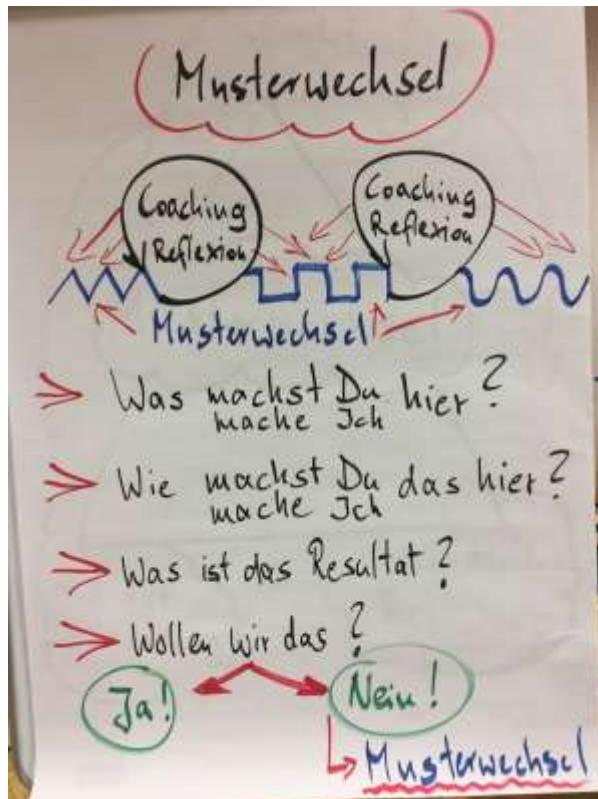 Musterwechsel
Coaching
Reflexion
Coaching
Reflexion
Musterwechsel
Was machst Du hier?
mache Ich
Wie machst Du das hier?
mache Ich
Was ist das Resultat?
Wollen wir das?
Ja!
Nein!
Musterwechsel